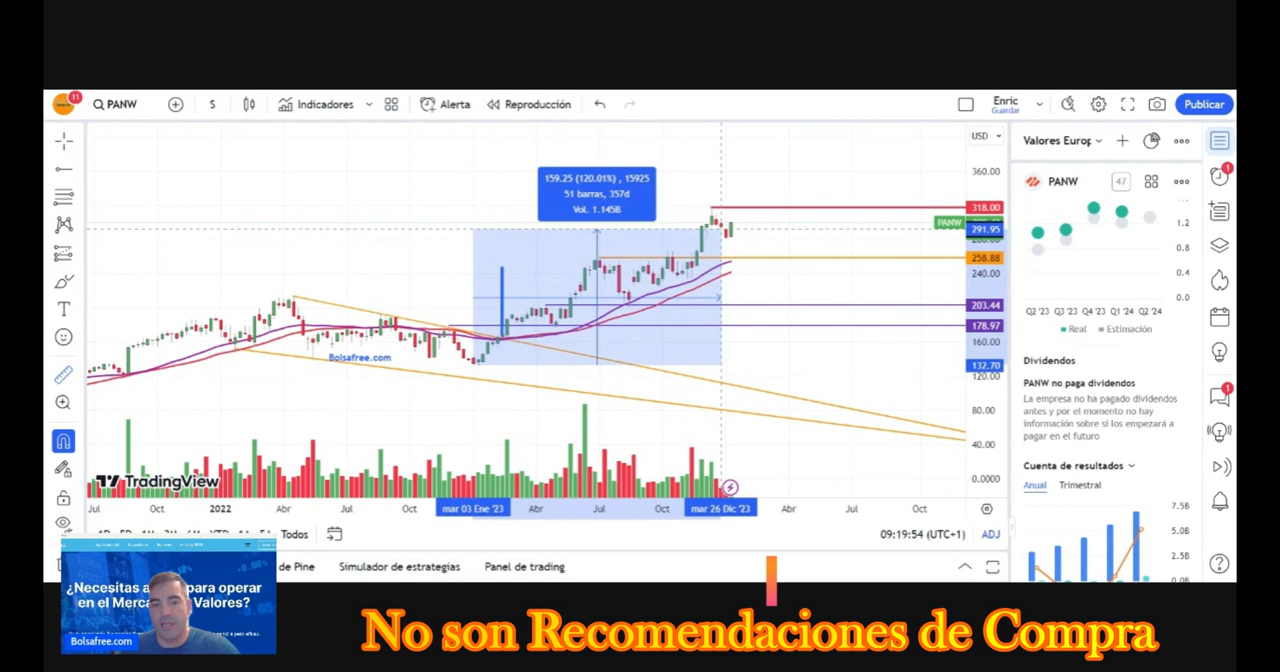 11
PANW
S
Indicadores
Alerta
Reproducción
Enric
Guardar
Publicar
USD
Valores Europ
360.00
159.25 (120.01%) , 15925
51 barras, 357d
Vol. 1.145B
PANW
47
318.00
PANW
291.95
258.88
240.00
203.44
178.97
160.00
132.70
120.00
80.00
40.00
0.0000
1.2
0.8
0.4
0.0
Q2 '23
Q3 '23
Q4 '23
Q1 '24
Q2 '24
Real
Estimación
Bolsafree.com
Dividendos
PANW no paga dividendos
La empresa no ha pagado dividendos
antes y por el momento no hay
información sobre si los empezará a
pagar en el futuro
Cuenta de resultados
Anual
Trimestral
7.5B
5.0B
2.5B
0.0B
TradingView
Jul
Oct
2022
Abr
Jul
Oct
mar 03 Ene '23
Abr
Jul
Oct
mar 26 Dic '23
Abr
Jul
Oct
Todos
09:19:54 (UTC+1)
ADJ
de Pine
Simulador de estrategias
Panel de trading
¿Necesitas
para operar
en el
Valores?
Bolsafree.com
No son Recomendaciones de Compra